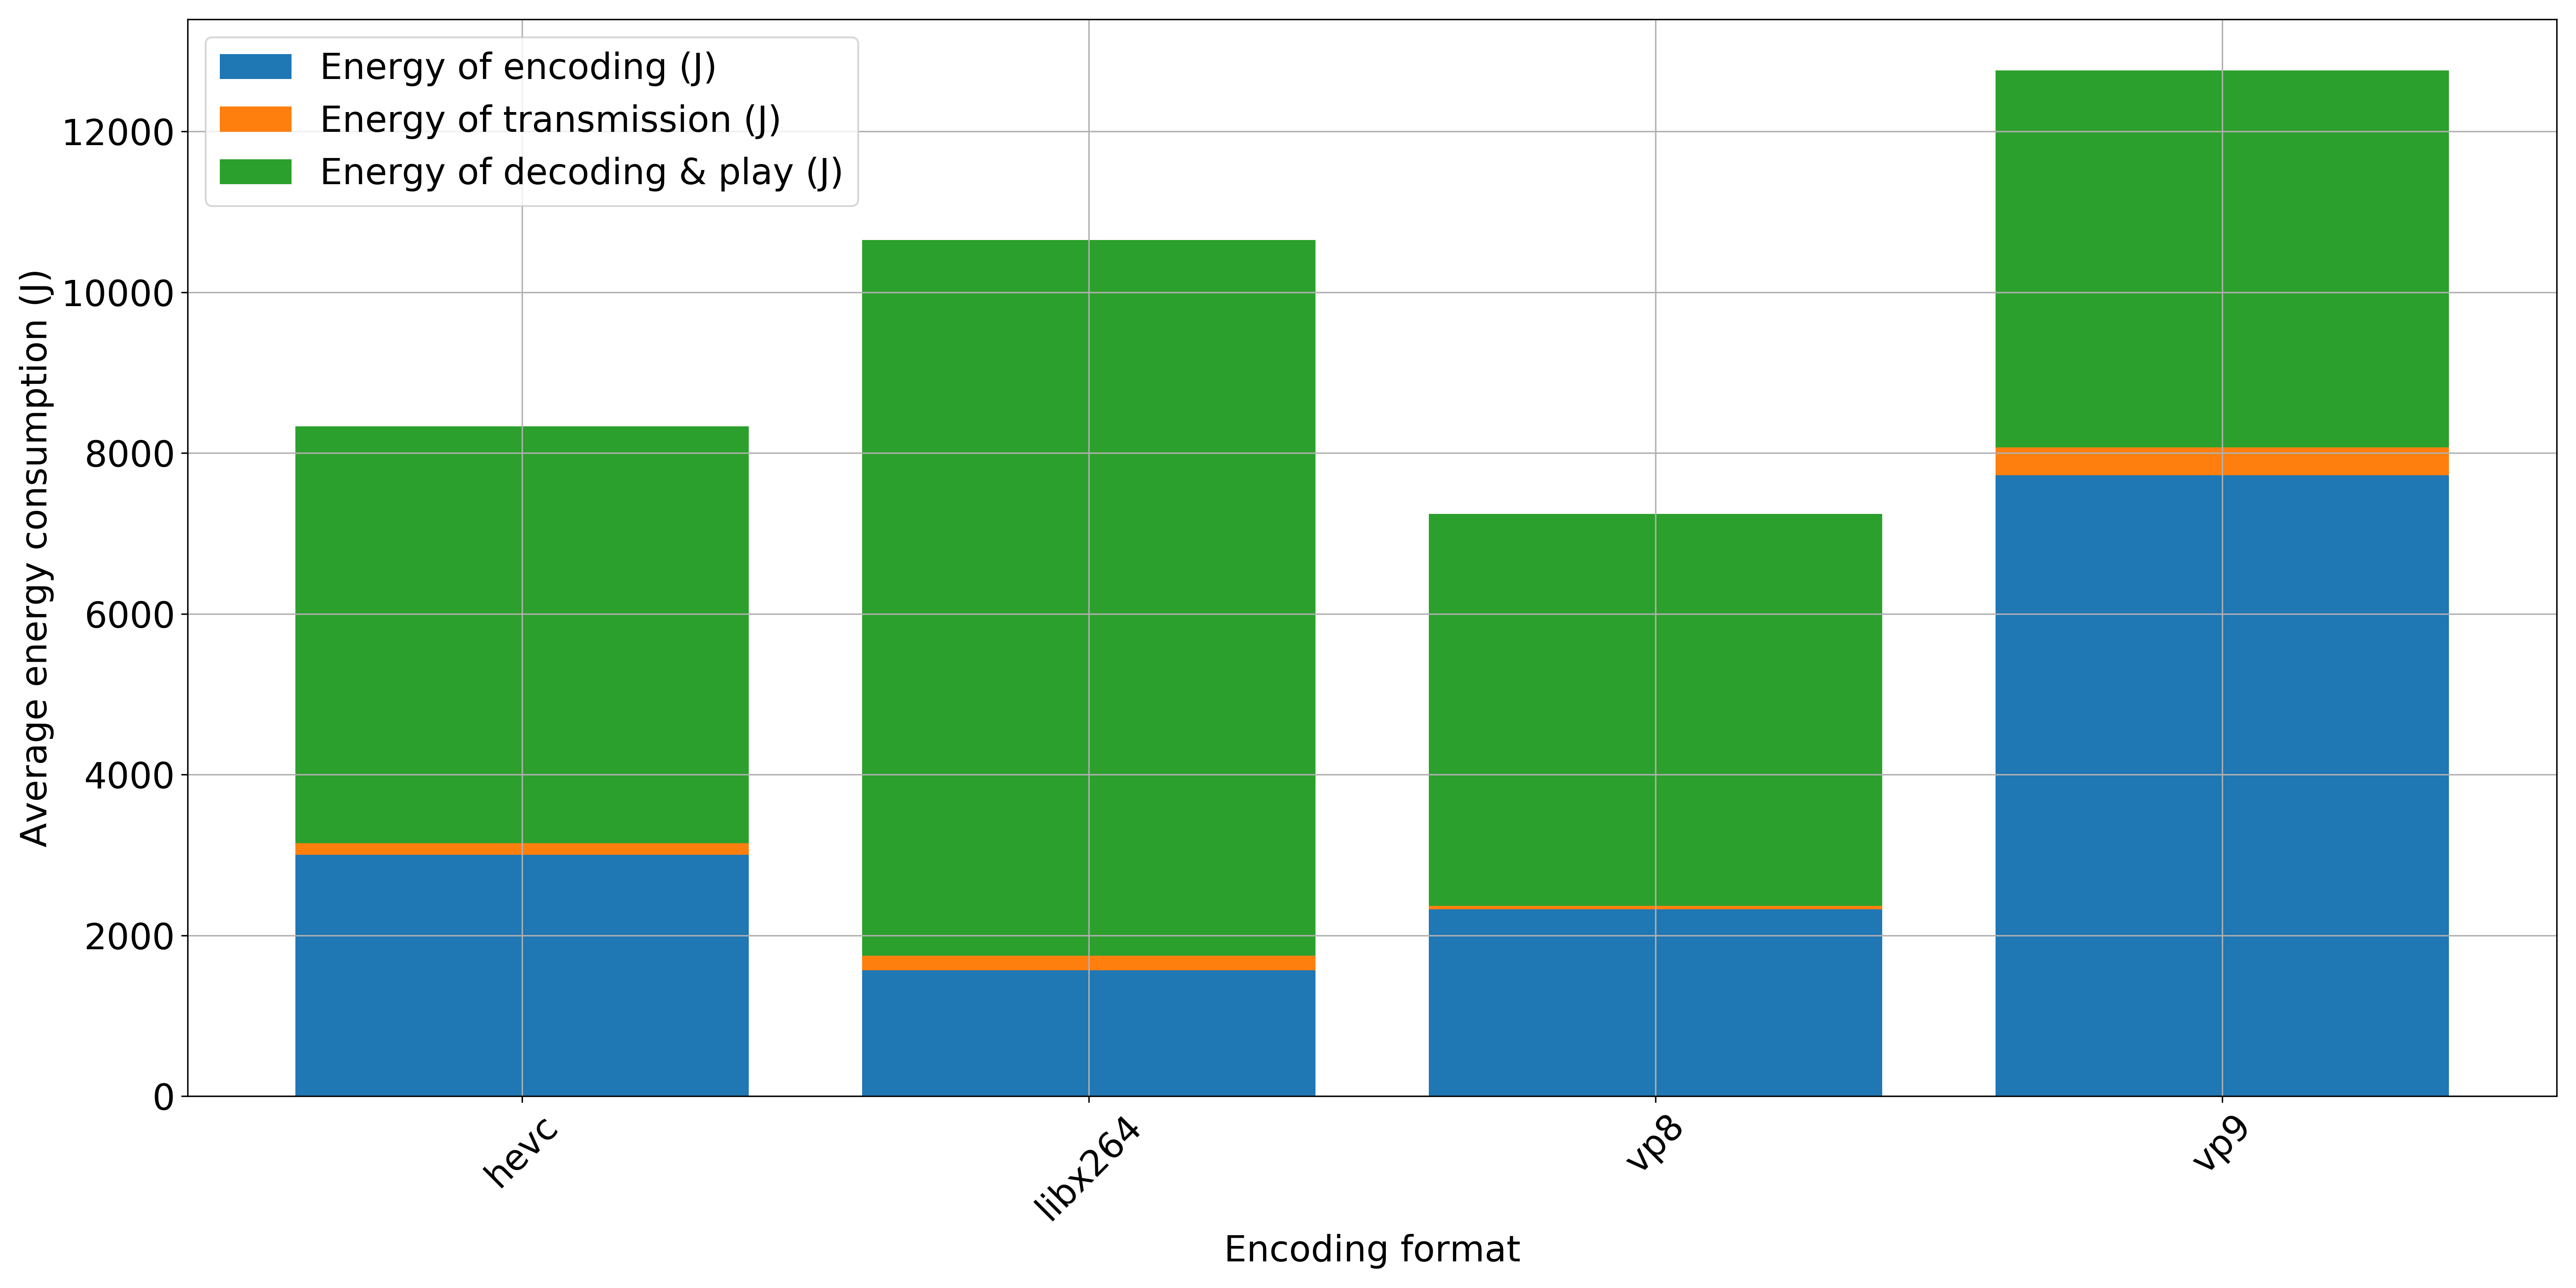 Energy of encoding (J)
Energy of transmission (J)
Energy of decoding & play (J)
Average energy consumption (J)
12000
10000
8000
6000
4000
2000
0
hevc
libx264
vp8
vp9
Encoding format